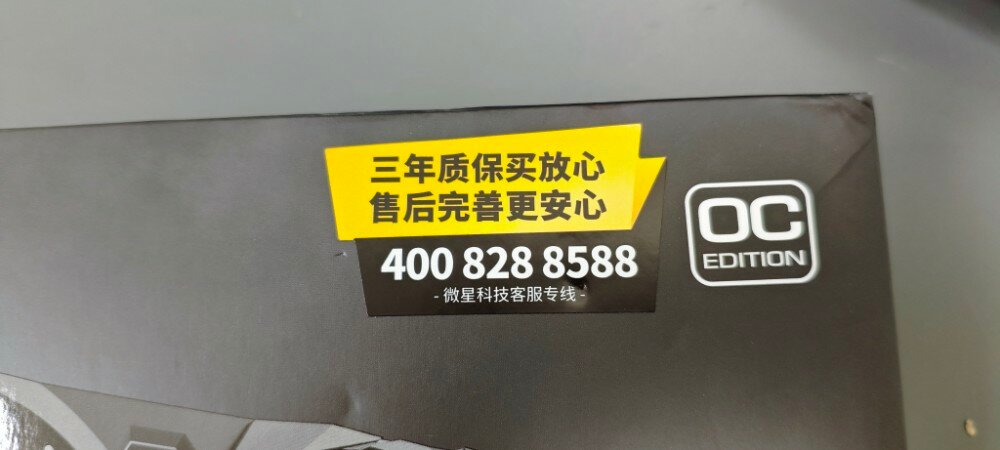 三年质保买放心
售后完善更安心
400 828 8588
- 微星科技客服专线 -
OC
EDITION